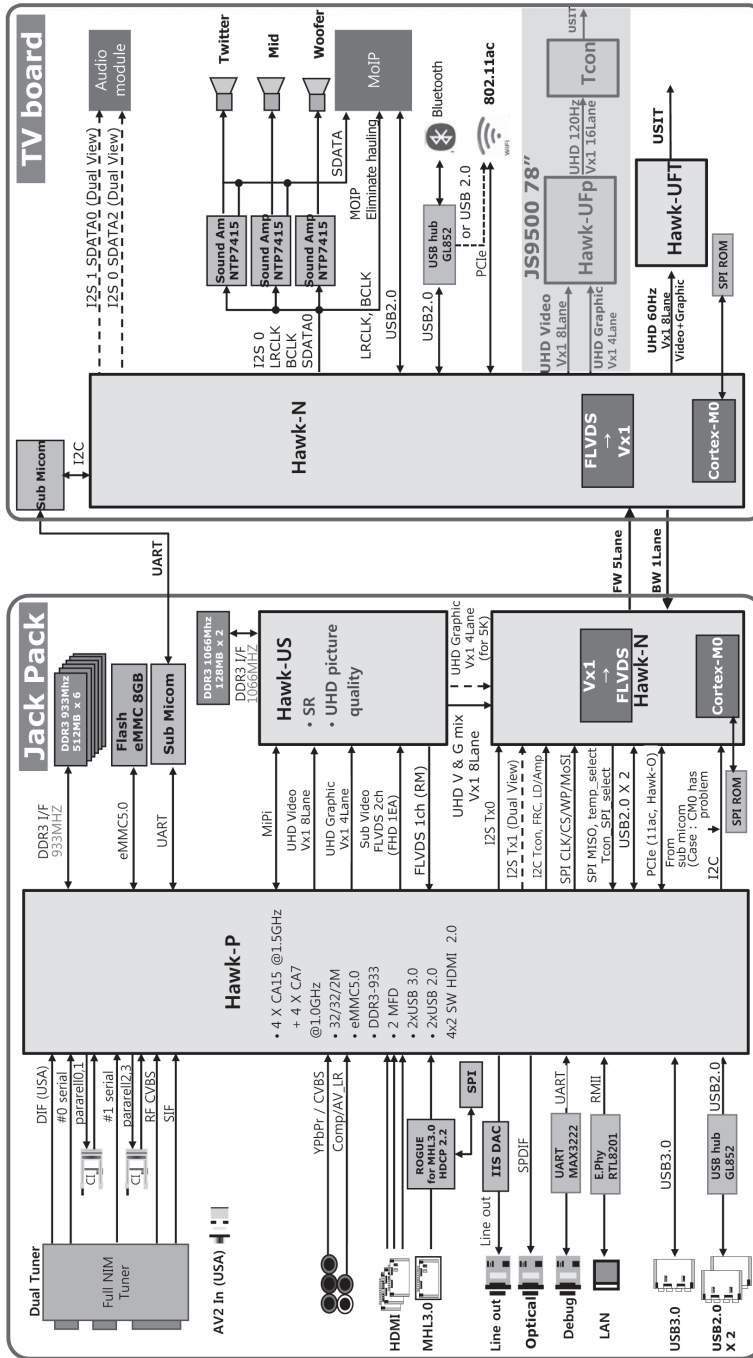 Jack Pack
TV board
Dual Tuner
Full NIM
Tuner
AV2 In (USA)
DIF (USA)
#0 serial
pararell0,1
CI
#1 serial
pararell2,3
CI
RF CVBS
SIF
YPbPr / CVBS
Comp/AV_LR
HDMI
MHL3.0
ROGUE
for MHL3.0
HDCP 2.2
SPI
Line out
Line out
IIS DAC
Optical
SPDIF
Debug
UART
MAX3222
UART
LAN
E.Phy
RTL8201
RMII
USB3.0
USB3.0
USB2.0
X 2
USB hub
GL852
USB2.0
Hawk-P
• 4 X CA15 @1.5GHz
+ 4 X CA7
@1.0GHz
• 32/32/2M
• eMMC5.0
• DDR3-933
• 2 MFD
• 2xUSB 3.0
• 2xUSB 2.0
4x2 SW HDMI 2.0
DDR3 I/F
933MHZ
DDR3 933Mhz
512MB x 6
eMMC5.0
Flash
eMMC 8GB
UART
Sub Micom
UART
DDR3 1066Mhz
128MB x 2
DDR3 I/F
1066MHZ
MiPi
UHD Video
Vx1 8Lane
UHD Graphic
Vx1 4Lane
Sub Video
FLVDS 2ch
(FHD 1EA)
FLVDS 1ch (RM)
Hawk-US
• SR
• UHD picture
quality
UHD V & G mix
Vx1 8Lane
UHD Graphic
Vx1 4Lane
(for 5K)
I2S Tx0
I2S Tx1 (Dual View)
I2C Tcon, FRC, LD/Amp
SPI CLK/CS/WP/MoSI
SPI MISO, temp_select
Tcon_SPI_select
USB2.0 X 2
PCIe (11ac, Hawk-O)
From
sub micom
(Case : CM0 has
problem
I2C
Vx1
→
FLVDS
Hawk-N
Cortex-M0
SPI ROM
FW 5Lane
BW 1Lane
Sub Micom
I2C
Hawk-N
FLVDS
→
Vx1
Cortex-M0
I2S 1 SDATA0 (Dual View)
I2S 0 SDATA2 (Dual View)
Audio
module
I2S 0
LRCLK
BCLK
SDATA0
Sound Am
NTP7415
Sound Amp
NTP7415
Sound Amp
NTP7415
Twitter
Mid
Woofer
SDATA
MoIP
MOIP
Eliminate hauling
LRCLK, BCLK
USB2.0
USB2.0
USB hub
GL852
Bluetooth
or USB 2.0
PCIe
WiFi
802.11ac
JS9500 78”
UHD Video
Vx1 8Lane
UHD Graphic
Vx1 4Lane
Hawk-UFp
UHD 120Hz
Vx1 16Lane
Tcon
USIT
UHD 60Hz
Vx1 8Lane
Video+Graphic
Hawk-UFT
USIT
SPI ROM